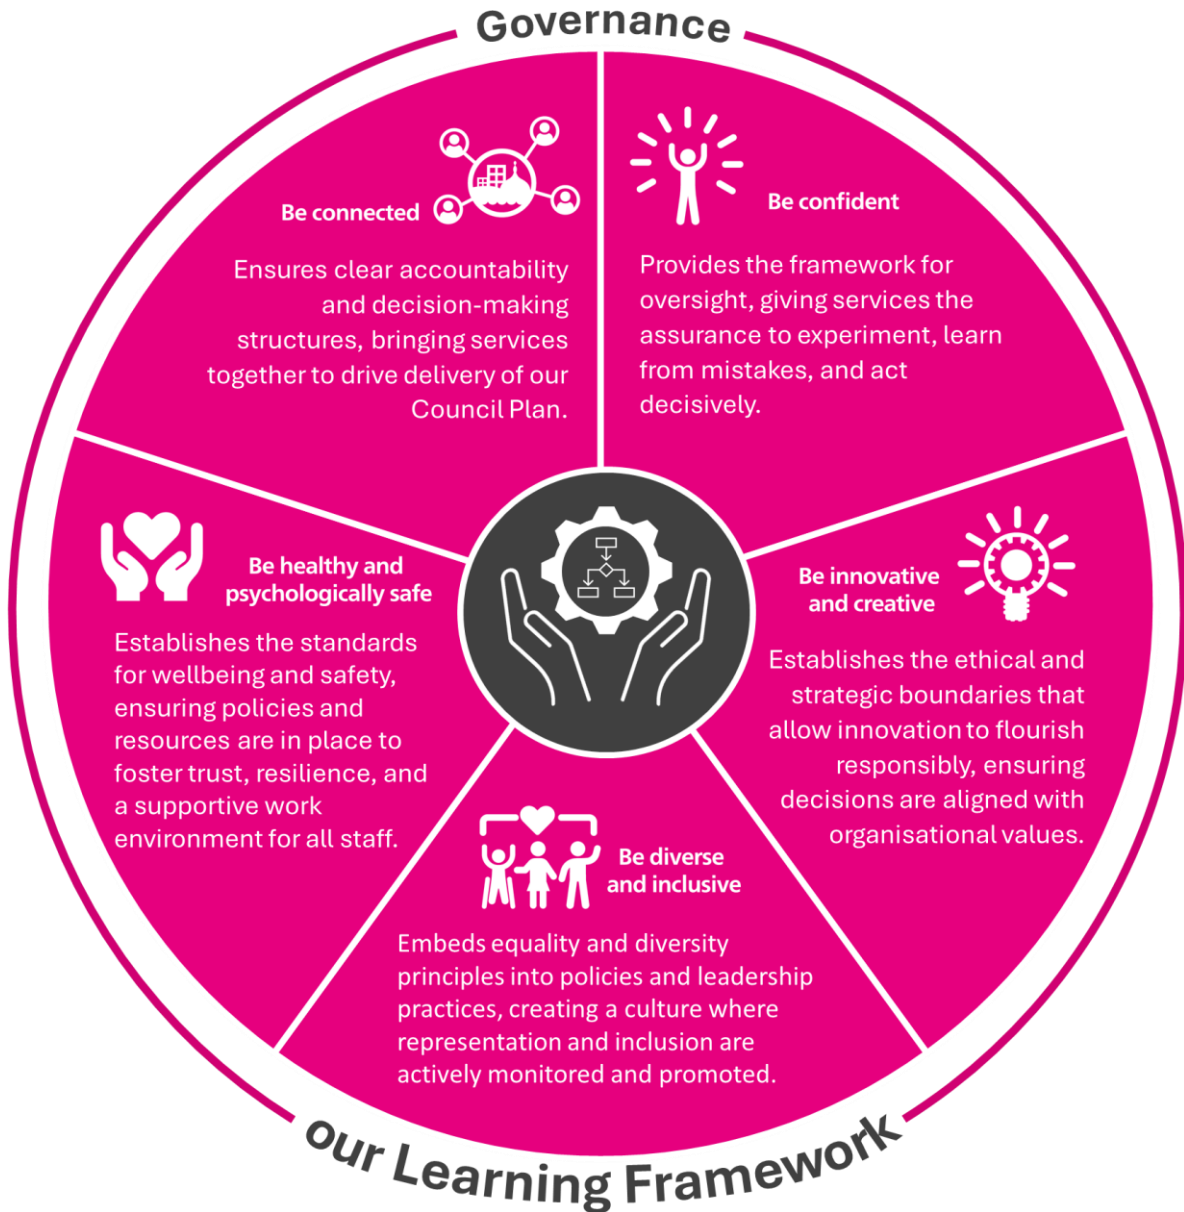 Governance
Be connected
Ensures clear accountability
and decision-making
structures, bringing services
together to drive delivery of our
Council Plan.
Be confident
Provides the framework for
oversight, giving services the
assurance to experiment, learn
from mistakes, and act
decisively.
Be healthy and
psychologically safe
Establishes the standards
for wellbeing and safety,
ensuring policies and
resources are in place to
foster trust, resilience, and
a supportive work
environment for all staff.
Be innovative
and creative
Establishes the ethical and
strategic boundaries that
allow innovation to flourish
responsibly, ensuring
decisions are aligned with
organisational values.
Be diverse
and inclusive
Embeds equality and diversity
principles into policies and leadership
practices, creating a culture where
representation and inclusion are
actively monitored and promoted.
our Learning Framework